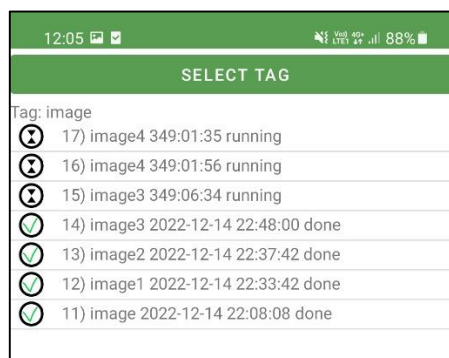 12:05 Vo)) LTE1 4G+ 88%
SELECT TAG
Tag: image
17) image4 349:01:35 running
16) image4 349:01:56 running
15) image3 349:06:34 running
14) image3 2022-12-14 22:48:00 done
13) image2 2022-12-14 22:37:42 done
12) image1 2022-12-14 22:33:42 done
11) image 2022-12-14 22:08:08 done